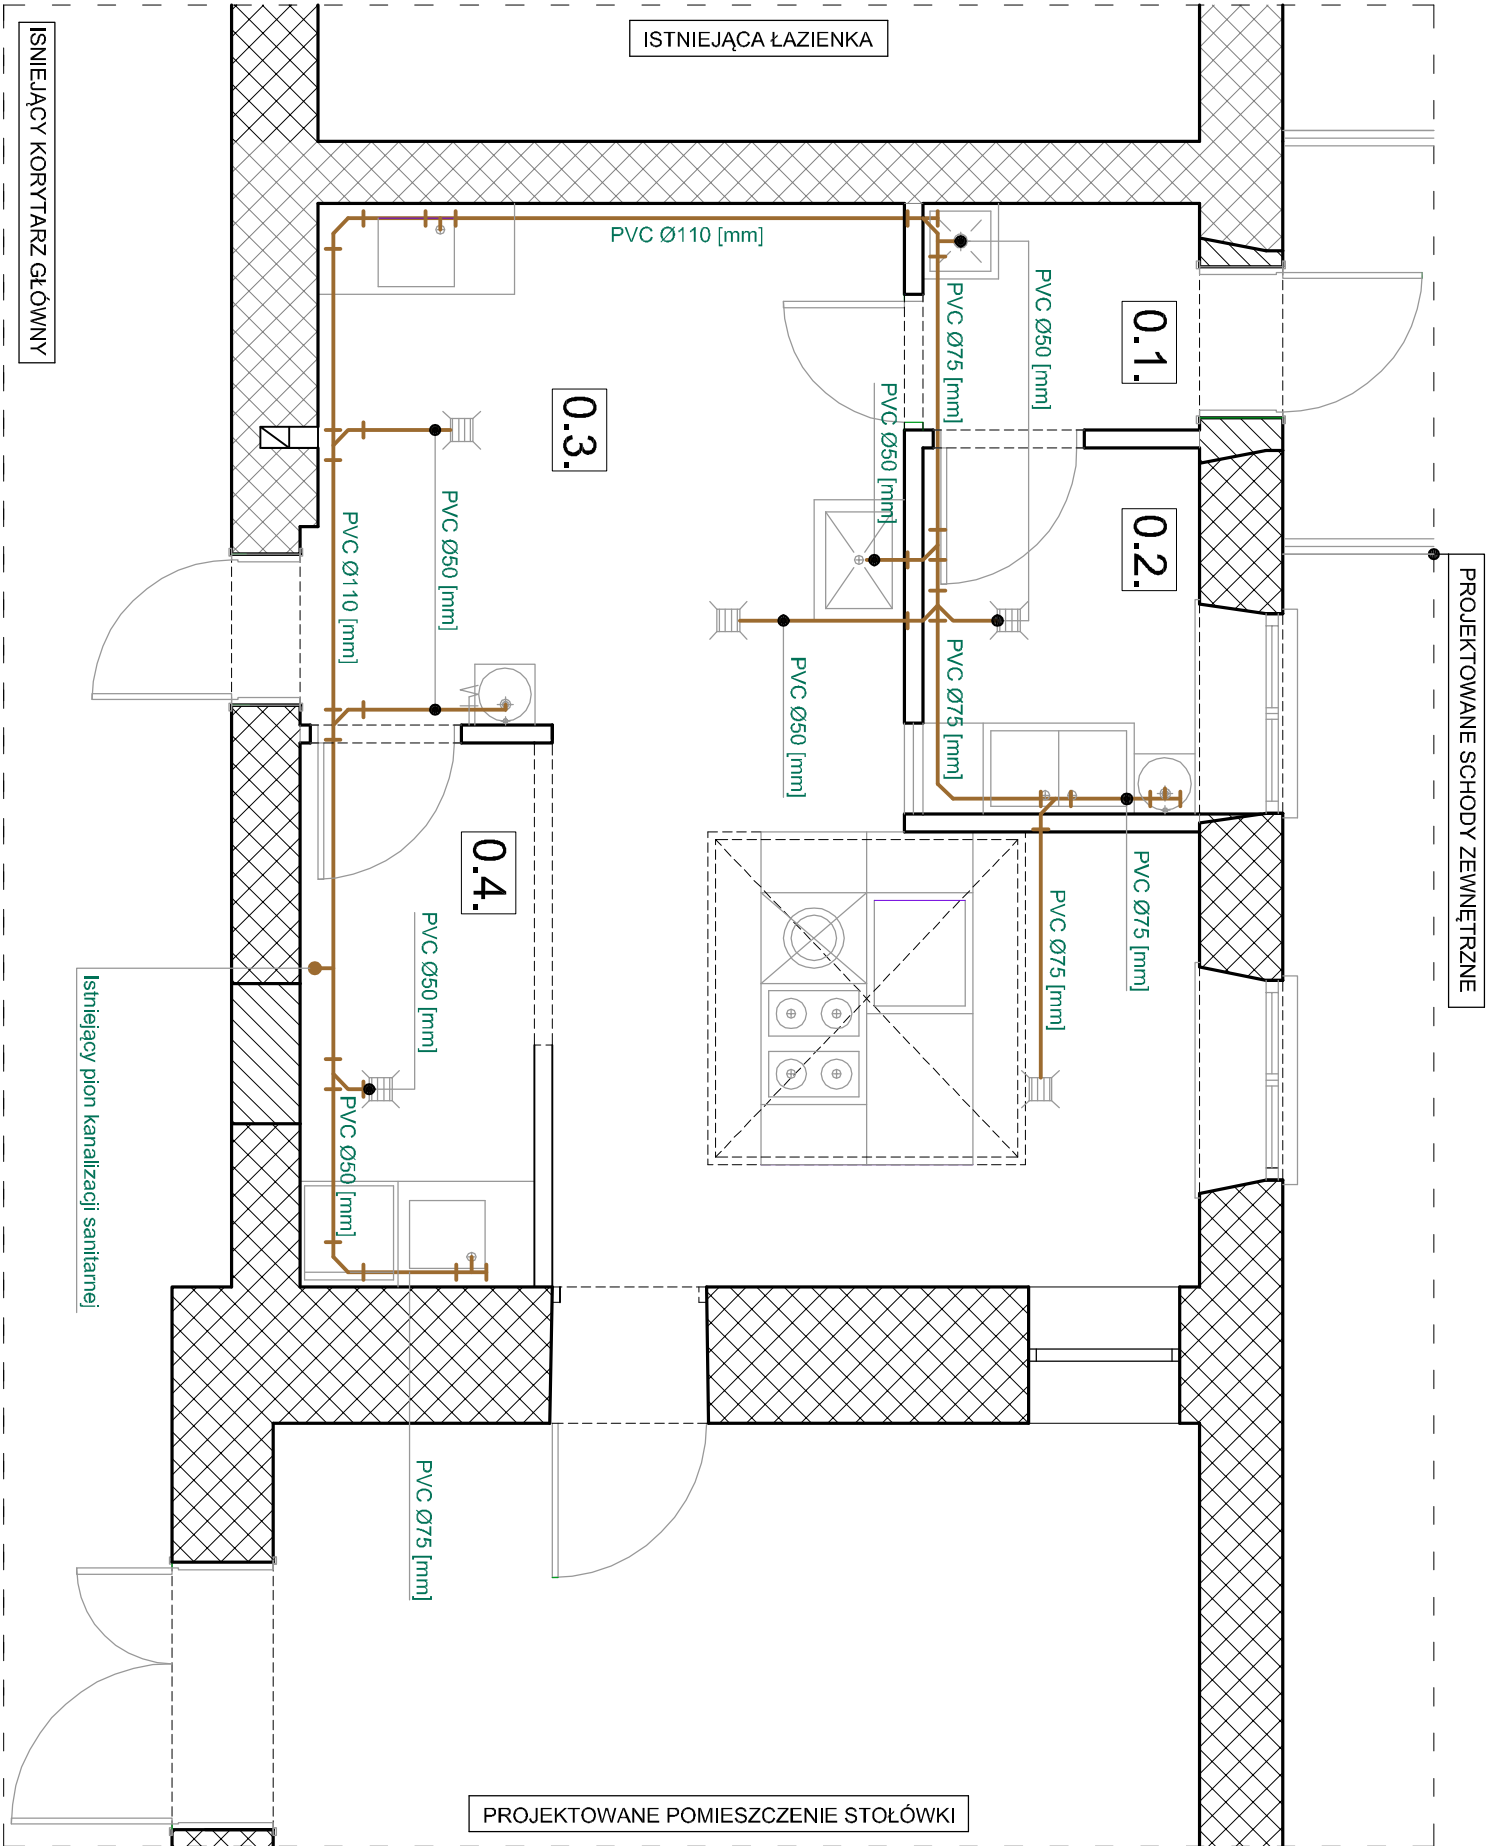 ISTNIEJĄCA ŁAZIENKA
ISNIEJĄCY KORYTARZ GŁÓWNY
PVC Ø110 [mm]
PVC Ø75 [mm]
PVC Ø50 [mm]
0.1.
PVC Ø50 [mm]
0.3.
PVC Ø50 [mm]
PVC Ø110 [mm]
0.2.
PROJEKTOWANE SCHODY ZEWNĘTRZNE
PVC Ø50 [mm]
PVC Ø75 [mm]
0.4.
PVC Ø75 [mm]
PVC Ø75 [mm]
PVC Ø50 [mm]
Istniejący pion kanalizacji sanitarnej
PVC Ø50 [mm]
PVC Ø75 [mm]
PROJEKTOWANE POMIESZCZENIE STOŁÓWKI